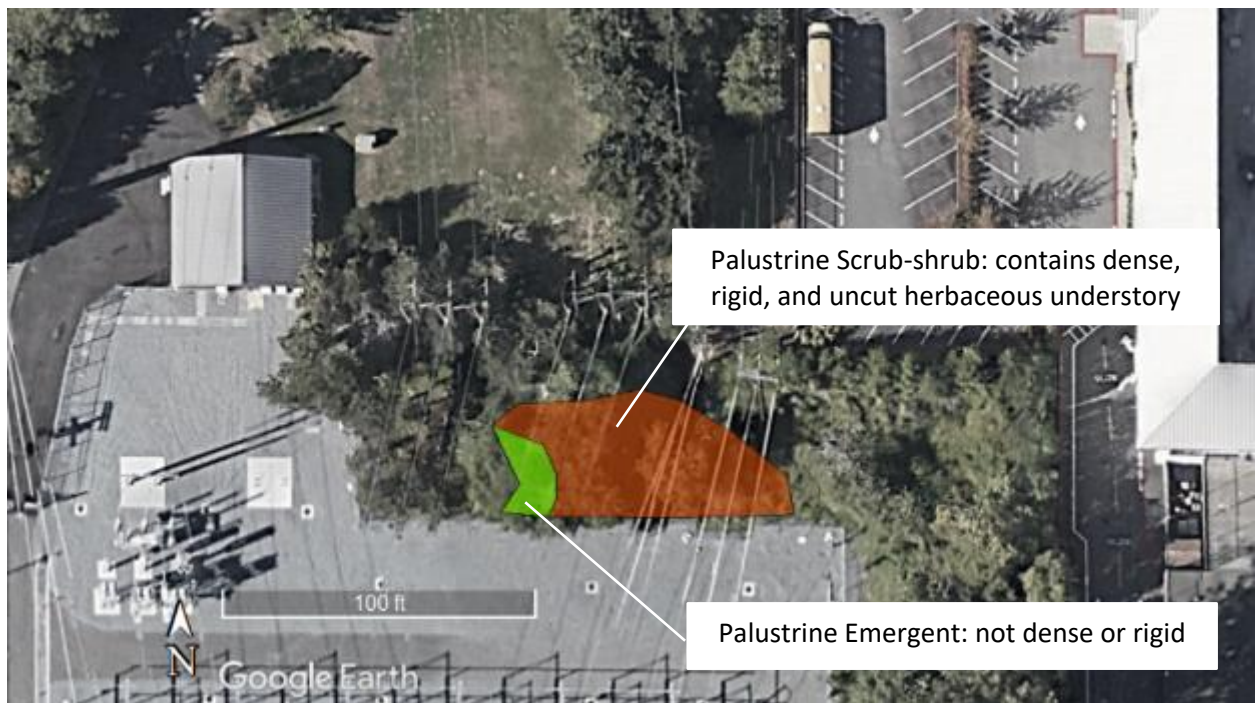 Palustrine Scrub-shrub: contains dense,
rigid, and uncut herbaceous understory
100 ft
Palustrine Emergent: not dense or rigid
N
Google Earth